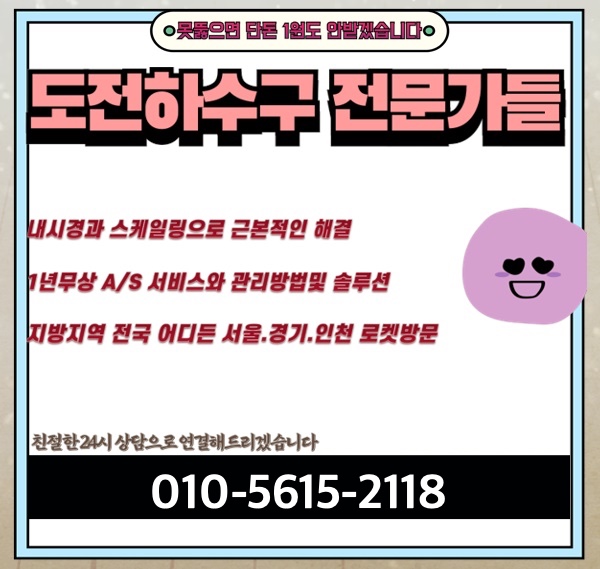 못뚫으면 단돈 1원도 안받겠습니다
도전하수구 전문가들
내시경과 스케일링으로 근본적인 해결
1년무상 A/S 서비스와 관리방법및 솔루션
지방지역 전국 어디든 서울.경기.인천 로켓방문
친절한 24시 상담으로 연결해드리겠습니다
010-5615-2118